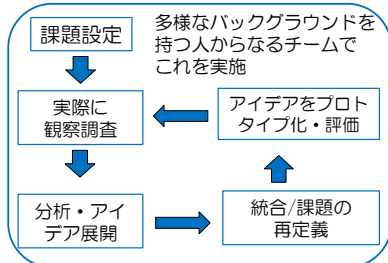 課題設定
多様なバックグラウンドを
持つ人からなるチームで
これを実施
実際に
観察調査
アイデアをプロト
タイプ化・評価
分析・アイ
デア展開
統合/課題の
再定義